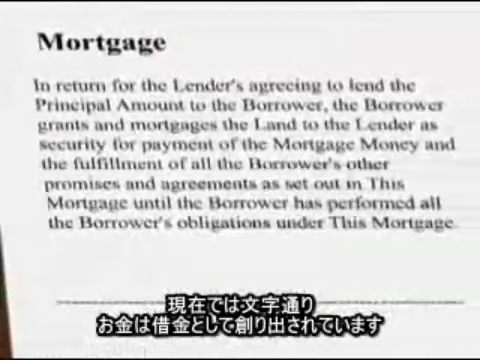 Mortgage
In return for the Lender's agreeing to lend the
Principal Amount to the Borrower, the Borrower
grants and mortgages the Land to the Lender as
security for payment of the Mortgage Money and
the fulfillment of all the Borrower's other
promises and agreements as set out in This
Mortgage until the Borrower has performed all
the Borrower's obligations under This Mortgage
現在では文字通り
お金は借金として創り出されています